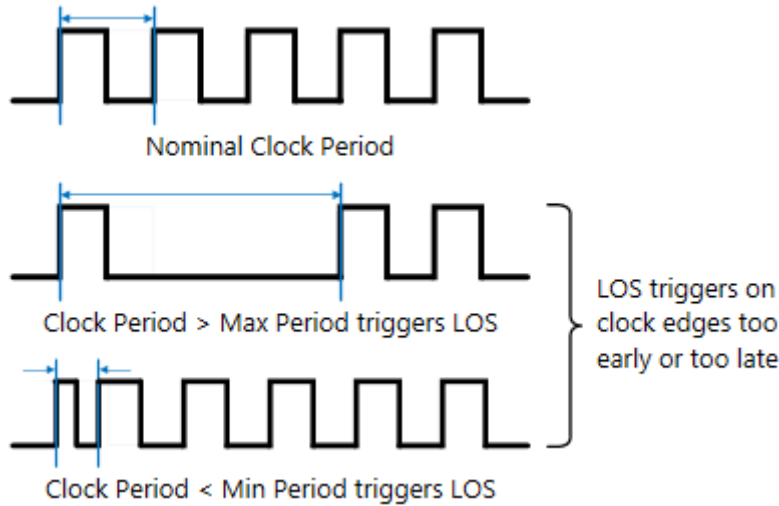 Nominal Clock Period
Clock Period > Max Period triggers LOS
LOS triggers on
clock edges too
early or too late
Clock Period < Min Period triggers LOS